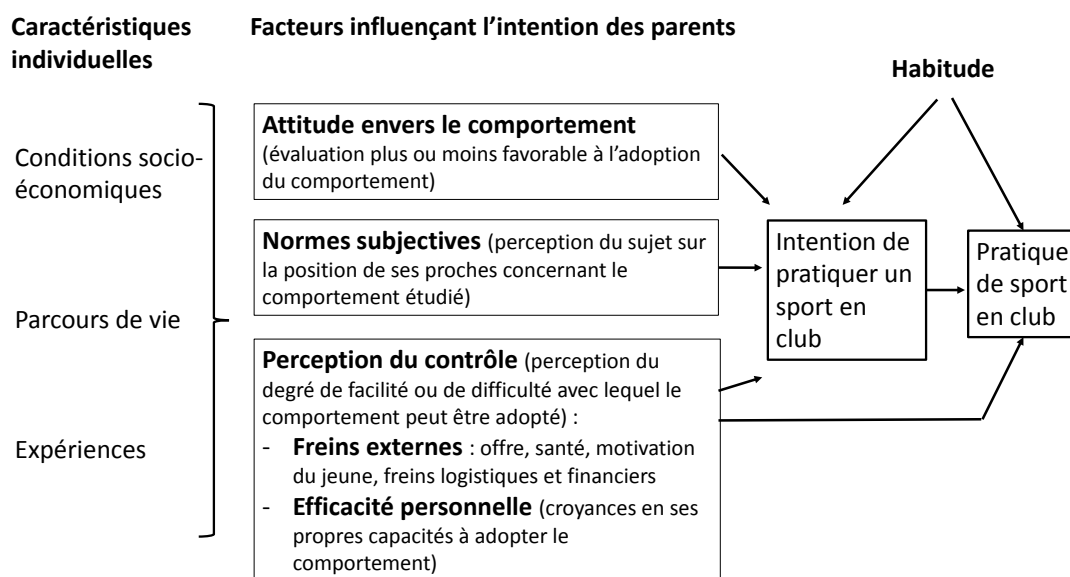 Caractéristiques
individuelles
Facteurs influençant l’intention des parents
Habitude
Conditions socio-
économiques
Parcours de vie
Expériences
Attitude envers le comportement
(évaluation plus ou moins favorable à l’adoption
du comportement)
Normes subjectives (perception du sujet sur
la position de ses proches concernant le
comportement étudié)
Perception du contrôle (perception du
degré de facilité ou de difficulté avec lequel le
comportement peut être adopté) :
- Freins externes : offre, santé, motivation
du jeune, freins logistiques et financiers
- Efficacité personnelle (croyances en ses
propres capacités à adopter le
comportement)
Intention de
pratiquer un
sport en
club
Pratique
de sport
en club